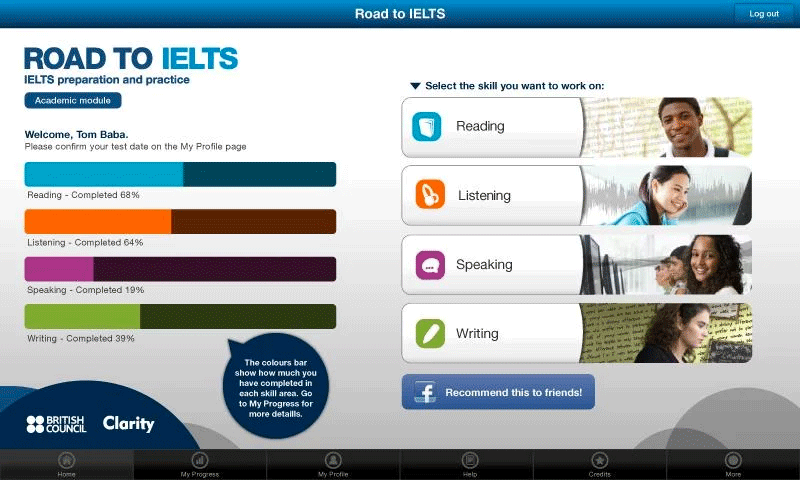 Road to IELTS
Log out
ROAD TO IELTS
IELTS preparation and practice
Academic module
Welcome, Tom Baba.
Please confirm your test date on the My Profile page
Reading - Completed 68%
Listening - Completed 64%
Speaking - Completed 19%
Writing - Completed 39%
The colours bar
show how much you
have completed in
each skill area. Go
to My Progress for
more detaills.
BRITISH
COUNCIL
Clarity
Select the skill you want to work on:
Reading
Listening
Speaking
Writing
f
Recommend this to friends!
Home
My Progress
My Profile
Help
Credits
More